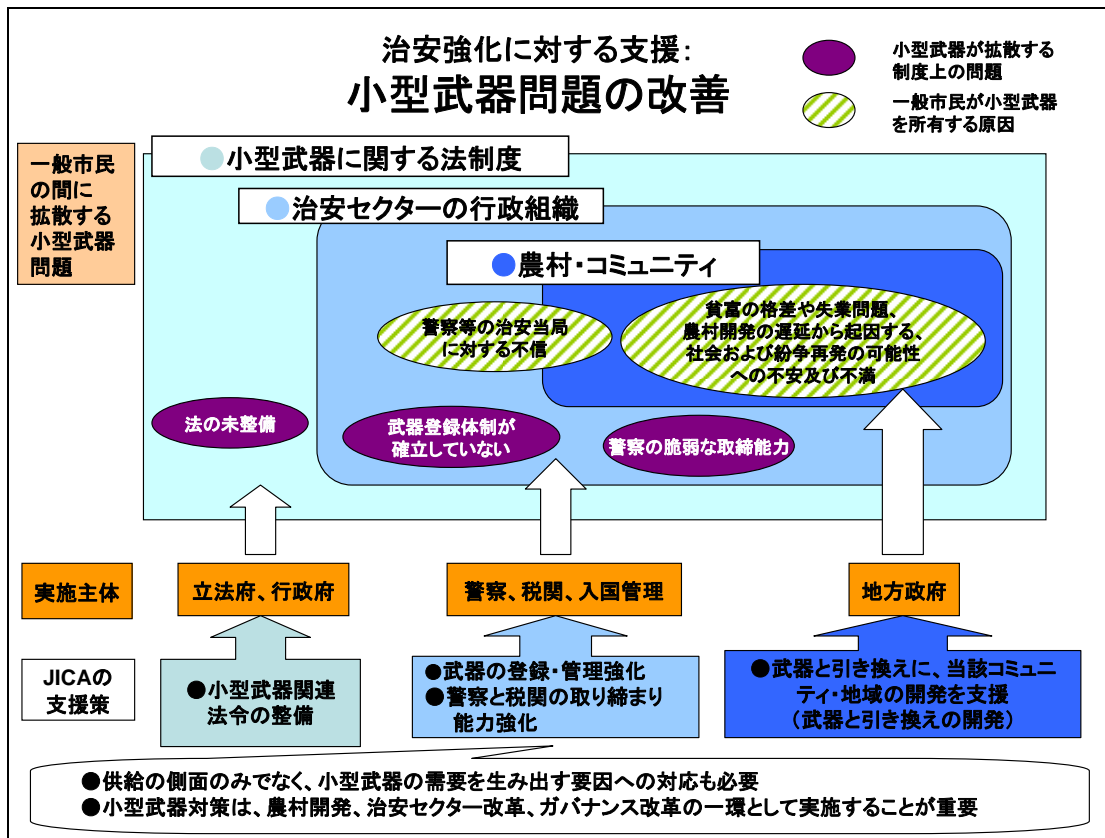 治安強化に対する支援：
小型武器問題の改善
小型武器が拡散する
制度上の問題
一般市民が小型武器
を所有する原因
一般市民
の間に
拡散する
小型武器
問題
●小型武器に関する法制度
●治安セクターの行政組織
●農村・コミュニティ
警察等の治安当局
に対する不信
貧富の格差や失業問題、
農村開発の遅延から起因する、
社会および紛争再発の可能性
への不安及び不満
法の未整備
武器登録体制が
確立していない
警察の脆弱な取締能力
実施主体
立法府、行政府
警察、税関、入国管理
地方政府
JICAの
支援策
●小型武器関連
法令の整備
●武器の登録・管理強化
●警察と税関の取り締まり
能力強化
●武器と引き換えに、当該コミュニ
ティ・地域の開発を支援
（武器と引き換えの開発）
●供給の側面のみでなく、小型武器の需要を生み出す要因への対応も必要
●小型武器対策は、農村開発、治安セクター改革、ガバナンス改革の一環として実施することが重要